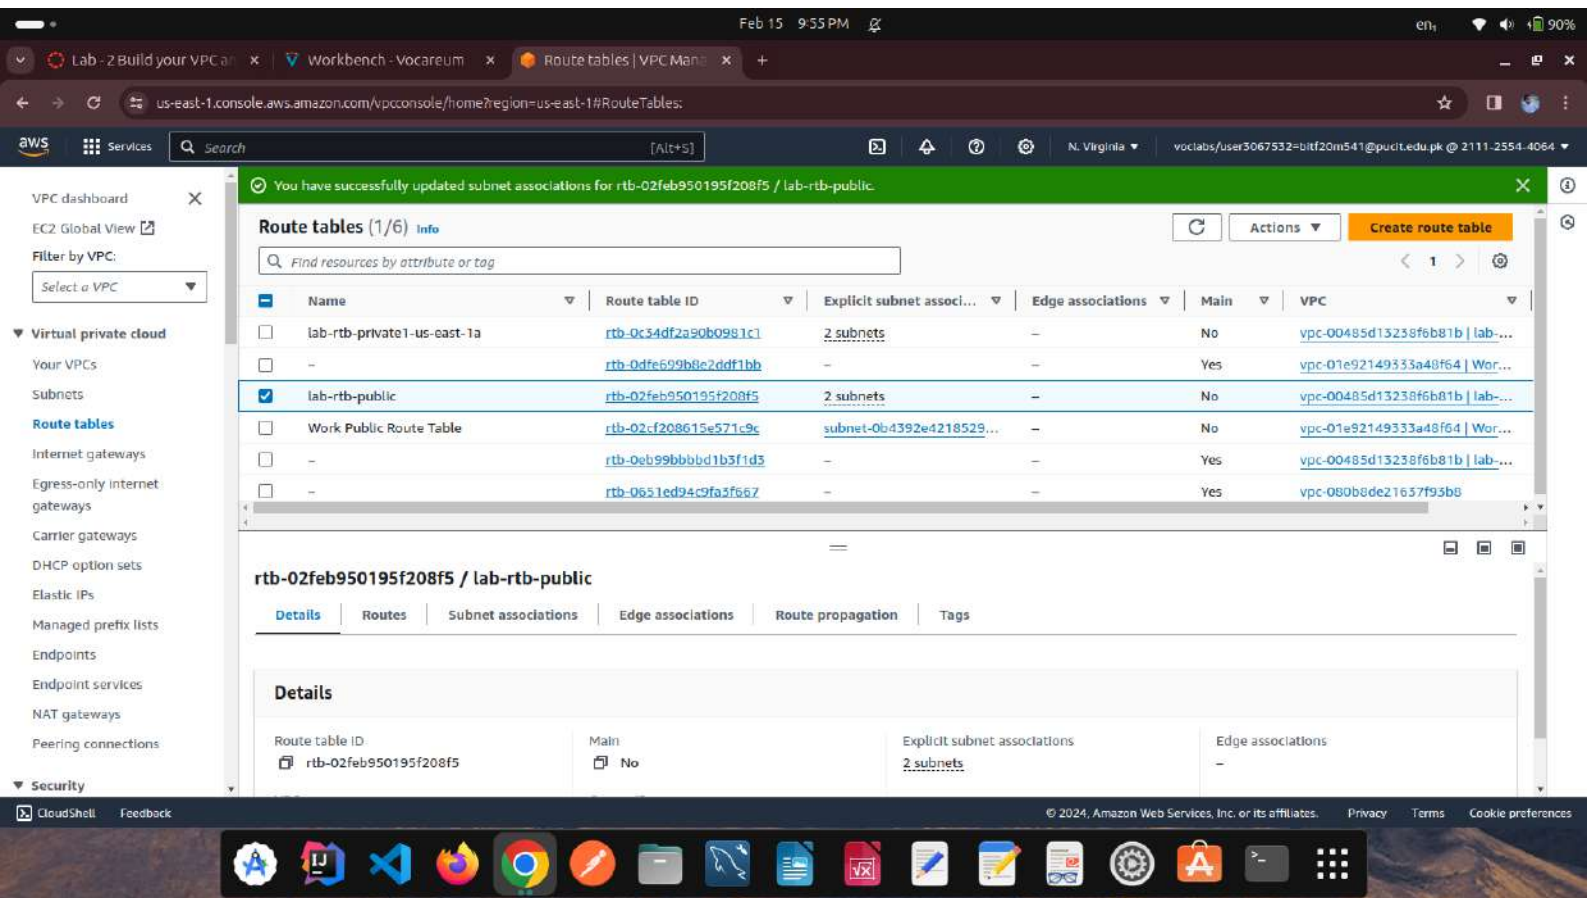 Feb 15 9:55 PM
en₁ 90%
Lab - 2 Build your VPC an × Workbench - Vocareum × Route tables | VPC Mana × +
us-east-1.console.aws.amazon.com/vpcconsole/home?region=us-east-1#RouteTables:
aws Services Search [Alt+S] N. Virginia voclabs/user3067532=bitf20m541@pucit.edu.pk @ 2111-2554-4064
You have successfully updated subnet associations for rtb-02feb950195f208f5 / lab-rtb-public.
VPC dashboard
EC2 Global View
Filter by VPC:
Select a VPC
Virtual private cloud
Your VPCs
Subnets
Route tables
Internet gateways
Egress-only internet
gateways
Carrier gateways
DHCP option sets
Elastic IPs
Managed prefix lists
Endpoints
Endpoint services
NAT gateways
Peering connections
Security
Route tables (1/6) Info
Actions Create route table
Find resources by attribute or tag
1
Name Route table ID Explicit subnet associ... Edge associations Main VPC
lab-rtb-private1-us-east-1a rtb-0c34df2a90b0981c1 2 subnets – No vpc-00485d13238f6b81b | lab-...
– rtb-0dfe699b8e2ddf1bb – – Yes vpc-01e92149333a48f64 | Wor...
lab-rtb-public rtb-02feb950195f208f5 2 subnets – No vpc-00485d13238f6b81b | lab-...
Work Public Route Table rtb-02cf208615e571c9c subnet-0b4392e4218529... – No vpc-01e92149333a48f64 | Wor...
– rtb-0eb99bbbbd1b3f1d3 – – Yes vpc-00485d13238f6b81b | lab-...
– rtb-0651ed94c9fa3f667 – – Yes vpc-080b8de21637f93b8
rtb-02feb950195f208f5 / lab-rtb-public
Details Routes Subnet associations Edge associations Route propagation Tags
Details
Route table ID Main Explicit subnet associations Edge associations
rtb-02feb950195f208f5 No 2 subnets –
CloudShell Feedback © 2024, Amazon Web Services, Inc. or its affiliates. Privacy Terms Cookie preferences